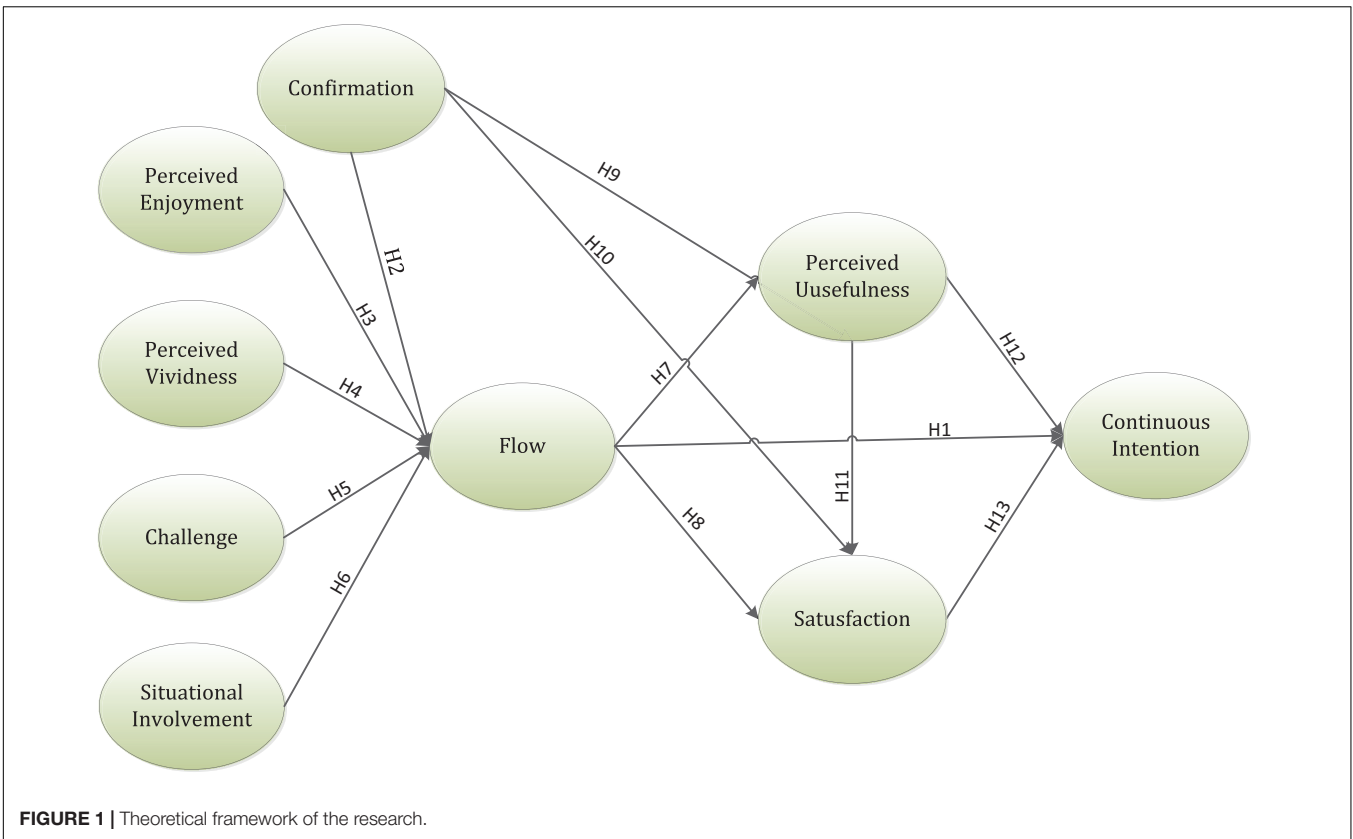 Confirmation
Perceived
Enjoyment
Perceived
Vividness
Challenge
Situational
Involvement
Flow
Perceived
Uusefulness
Satusfaction
Continuous
Intention
H9
H10
H2
H3
H4
H5
H6
H7
H8
H1
H11
H12
H13
FIGURE 1 | Theoretical framework of the research.